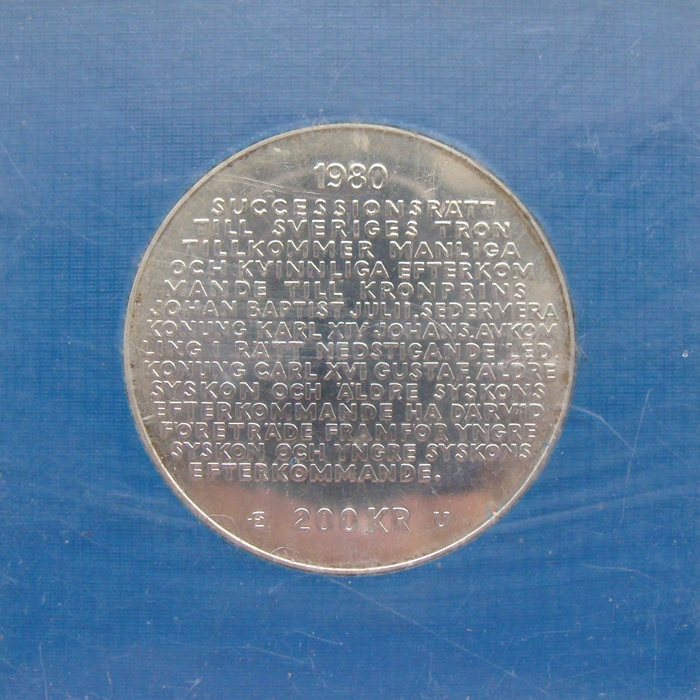 1980
SUCCESSIONSRÄTT
TILL SVERIGES TRON
TILLKOMMER MANLIGA
OCH KVINNLIGA EFTERKOM
MANDE TILL KRONPRINS
JOHAN BAPTIST JULII, SEDERMERA
KONUNG KARL XIV JOHANS, AVKOM
LING I RÄTT NEDSTIGANDE LED
KONUNG CARL XVI GUSTAF. ÄLDRE
SYSKON OCH ÄLDRE SYSKONS
EFTERKOMMANDE HA DÄRVID
FÖRETRÄDE FRAMFÖR YNGRE
SYSKON OCH YNGRE SYSKONS
EFTERKOMMANDE.
E 200 KR U